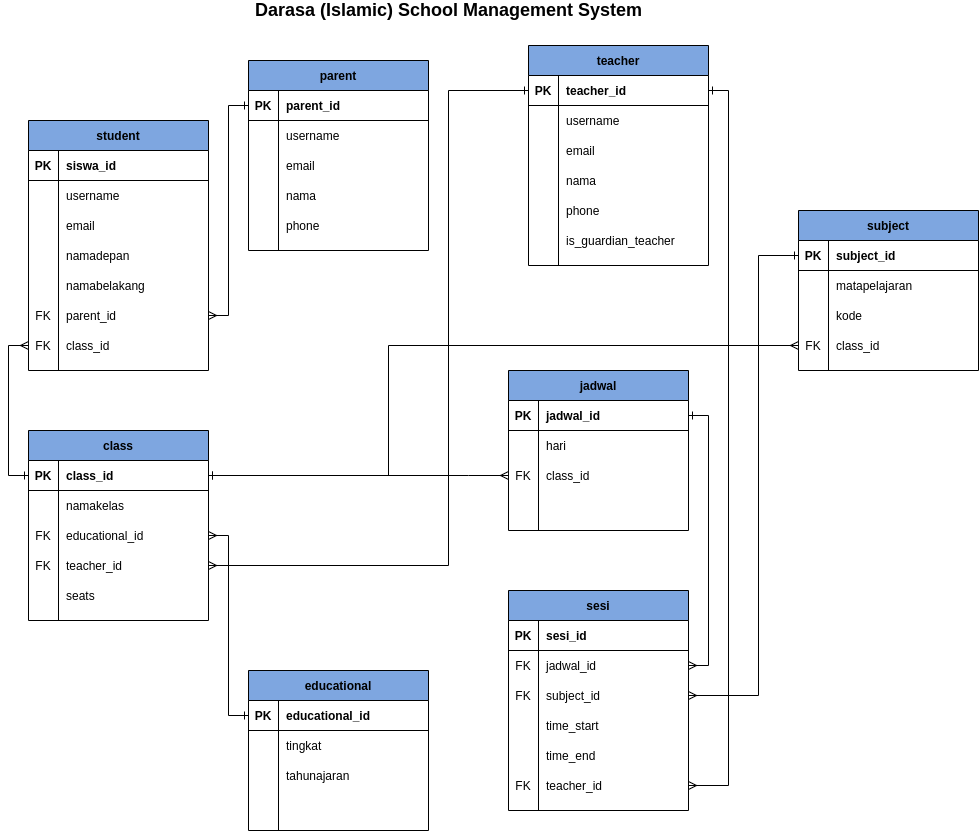 Darasa (Islamic) School Management System
parent
PK parent_id
username
email
nama
phone
teacher
PK teacher_id
username
email
nama
phone
is_guardian_teacher
student
PK siswa_id
username
email
namadepan
namabelakang
FK parent_id
FK class_id
subject
PK subject_id
matapelajaran
kode
FK class_id
jadwal
PK jadwal_id
hari
FK class_id
class
PK class_id
namakelas
FK educational_id
FK teacher_id
seats
sesi
PK sesi_id
FK jadwal_id
FK subject_id
time_start
time_end
FK teacher_id
educational
PK educational_id
tingkat
tahunajaran